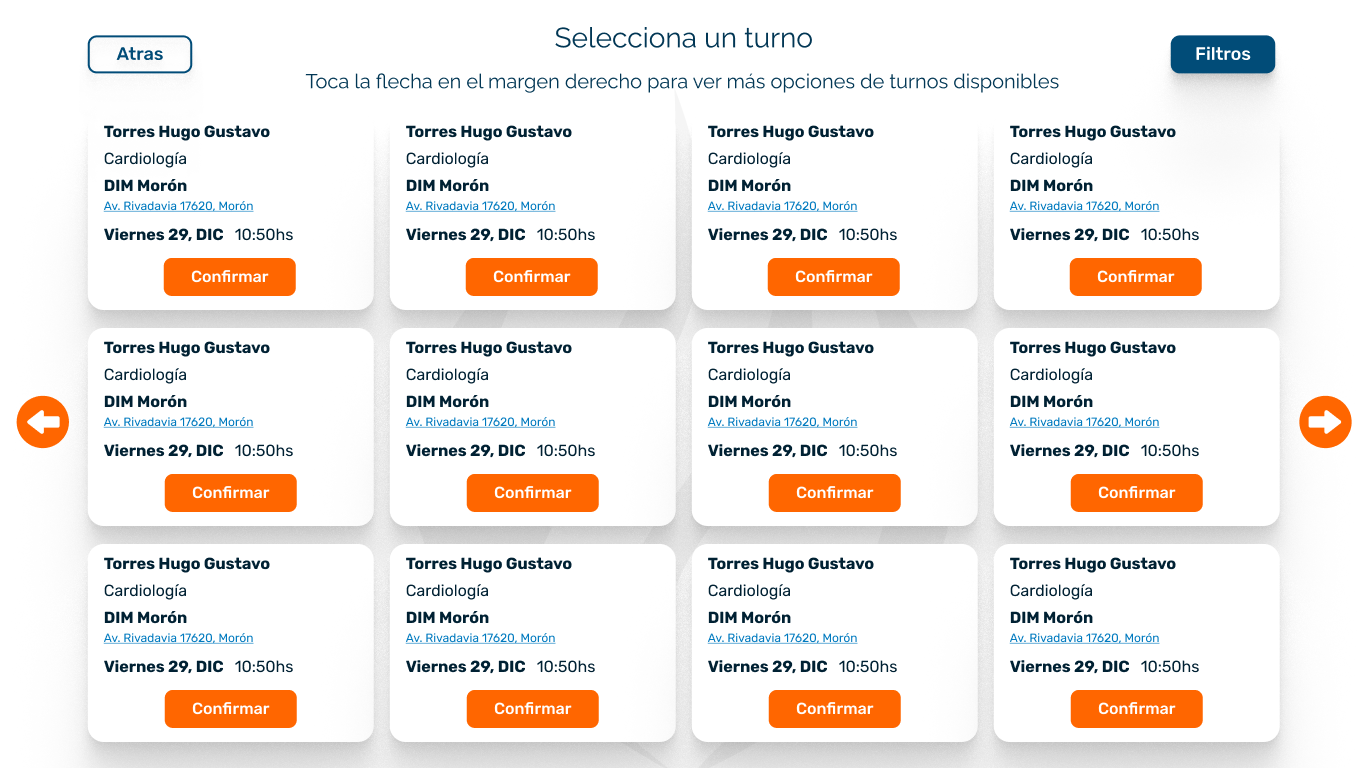 Atras
Selecciona un turno
Filtros
Toca la flecha en el margen derecho para ver más opciones de turnos disponibles
Torres Hugo Gustavo
Cardiología
DIM Morón
Av. Rivadavia 17620, Morón
Viernes 29, DIC 10:50hs
Confirmar
Torres Hugo Gustavo
Cardiología
DIM Morón
Av. Rivadavia 17620, Morón
Viernes 29, DIC 10:50hs
Confirmar
Torres Hugo Gustavo
Cardiología
DIM Morón
Av. Rivadavia 17620, Morón
Viernes 29, DIC 10:50hs
Confirmar
Torres Hugo Gustavo
Cardiología
DIM Morón
Av. Rivadavia 17620, Morón
Viernes 29, DIC 10:50hs
Confirmar
Torres Hugo Gustavo
Cardiología
DIM Morón
Av. Rivadavia 17620, Morón
Viernes 29, DIC 10:50hs
Confirmar
Torres Hugo Gustavo
Cardiología
DIM Morón
Av. Rivadavia 17620, Morón
Viernes 29, DIC 10:50hs
Confirmar
Torres Hugo Gustavo
Cardiología
DIM Morón
Av. Rivadavia 17620, Morón
Viernes 29, DIC 10:50hs
Confirmar
Torres Hugo Gustavo
Cardiología
DIM Morón
Av. Rivadavia 17620, Morón
Viernes 29, DIC 10:50hs
Confirmar
Torres Hugo Gustavo
Cardiología
DIM Morón
Av. Rivadavia 17620, Morón
Viernes 29, DIC 10:50hs
Confirmar
Torres Hugo Gustavo
Cardiología
DIM Morón
Av. Rivadavia 17620, Morón
Viernes 29, DIC 10:50hs
Confirmar
Torres Hugo Gustavo
Cardiología
DIM Morón
Av. Rivadavia 17620, Morón
Viernes 29, DIC 10:50hs
Confirmar
Torres Hugo Gustavo
Cardiología
DIM Morón
Av. Rivadavia 17620, Morón
Viernes 29, DIC 10:50hs
Confirmar